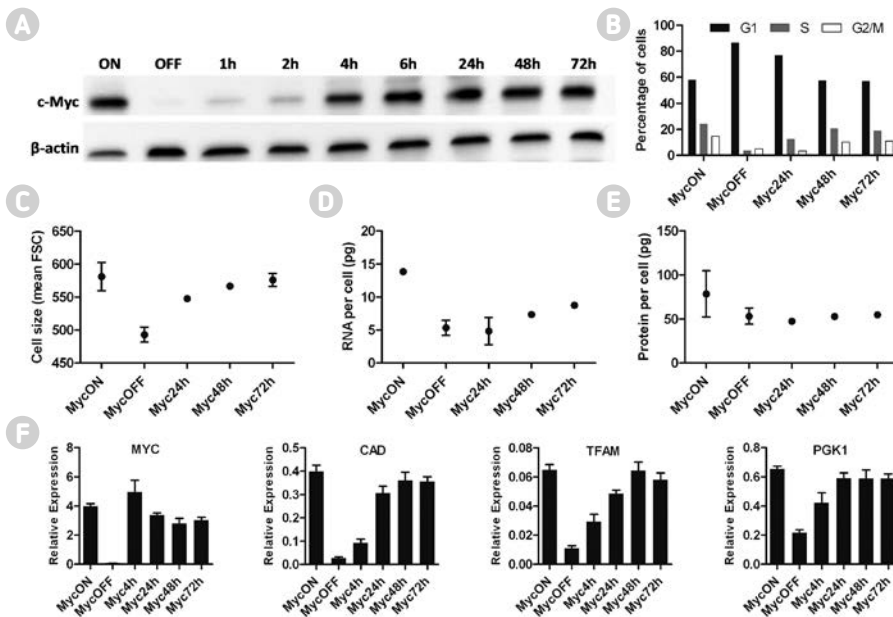 A
ON OFF 1h 2h 4h 6h 24h 48h 72h
c-Myc
β-actin
B
G1 S G2/M
Percentage of cells
100
80
60
40
20
0
MycON MycOFF Myc24h Myc48h Myc72h
C
Cell size (mean FSC)
650
600
550
500
450
MycON MycOFF Myc24h Myc48h Myc72h
D
RNA per cell (pg)
20
15
10
5
0
MycON MycOFF Myc24h Myc48h Myc72h
E
Protein per cell (pg)
150
100
50
0
MycON MycOFF Myc24h Myc48h Myc72h
F
MYC
Relative Expression
6
4
2
0
MycON MycOFF Myc4h Myc24h Myc48h Myc72h
CAD
Relative Expression
0.5
0.4
0.3
0.2
0.1
0.0
MycON MycOFF Myc4h Myc24h Myc48h Myc72h
TFAM
Relative Expression
0.08
0.06
0.04
0.02
0.00
MycON MycOFF Myc4h Myc24h Myc48h Myc72h
PGK1
Relative Expression
0.8
0.6
0.4
0.2
0.0
MycON MycOFF Myc4h Myc24h Myc48h Myc72h